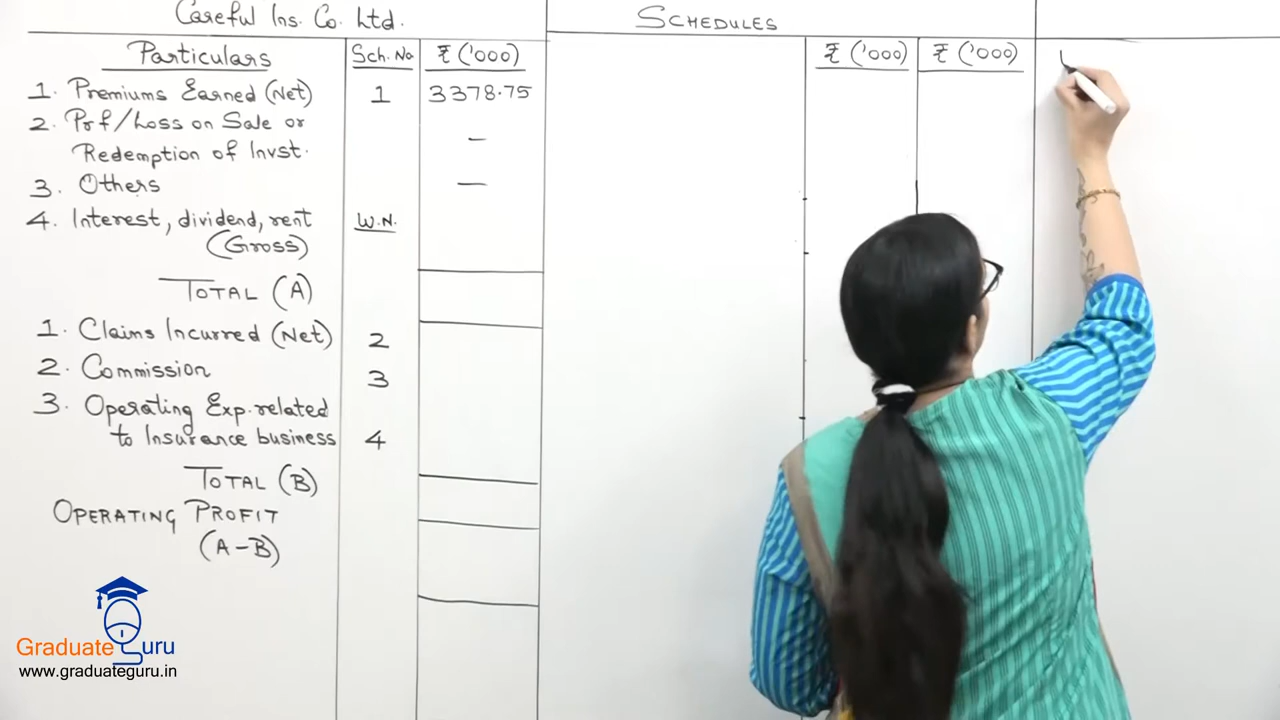 Careful Ins. Co. Ltd.
Particulars Sch. No ₹ ('000)
1. Premiums Earned (Net) 1 3378.75
2. Prf/Loss on Sale or
Redemption of Invst. —
3. Others —
4. Interest, dividend, rent W.N.
(Gross)
TOTAL (A)
1. Claims Incurred (Net) 2
2. Commission 3
3. Operating Exp. related
to Insurance business 4
TOTAL (B)
OPERATING PROFIT
(A-B)
SCHEDULES
₹ ('000) ₹ ('000)
Graduate Guru
www.graduateguru.in